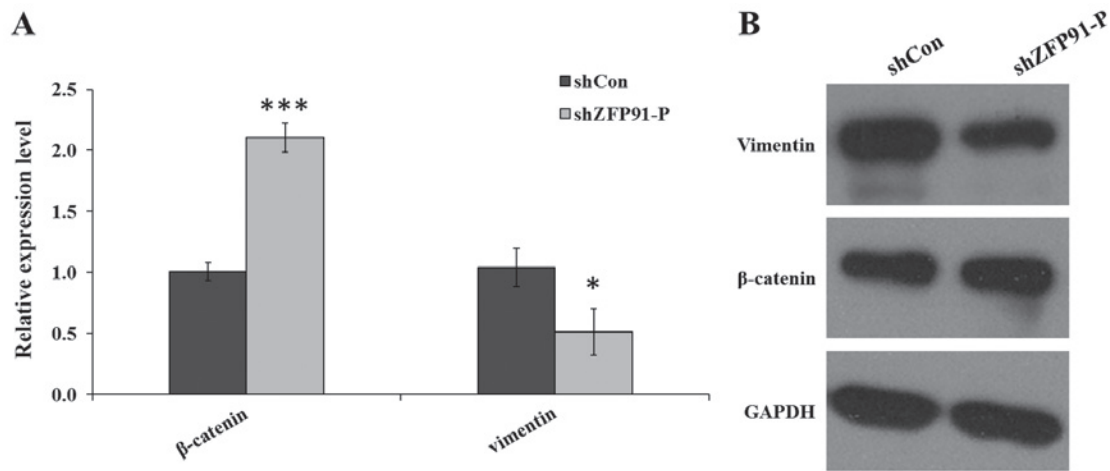 A
Relative expression level
2.5
2.0
1.5
1.0
0.5
0.0
***
*
shCon
shZFP91-P
β-catenin
vimentin
B
shCon
shZFP91-P
Vimentin
β-catenin
GAPDH